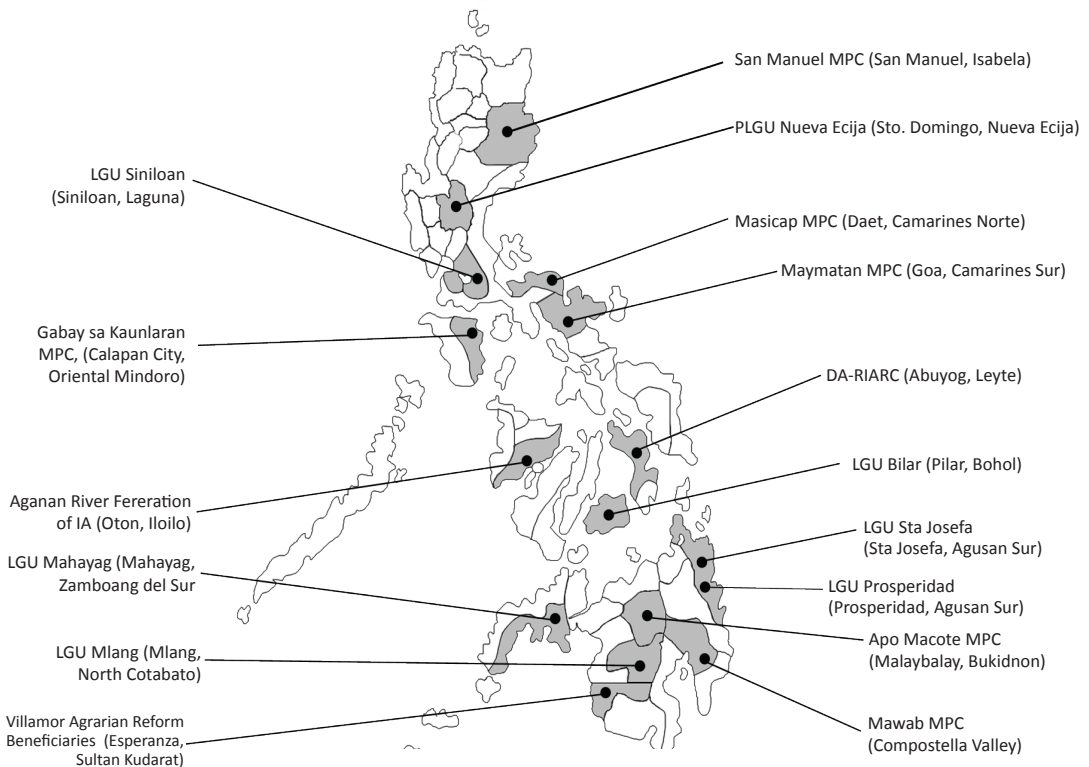 San Manuel MPC (San Manuel, Isabela)
PLGU Nueva Ecija (Sto. Domingo, Nueva Ecija)
LGU Siniloan
(Siniloan, Laguna)
Masicap MPC (Daet, Camarines Norte)
Maymatan MPC (Goa, Camarines Sur)
Gabay sa Kaunlaran
MPC, (Calapan City,
Oriental Mindoro)
DA-RIARC (Abuyog, Leyte)
LGU Bilar (Pilar, Bohol)
Aganan River Fereration
of IA (Oton, Iloilo)
LGU Sta Josefa
(Sta Josefa, Agusan Sur)
LGU Mahayag (Mahayag,
Zamboang del Sur
LGU Prosperidad
(Prosperidad, Agusan Sur)
Apo Macote MPC
(Malaybalay, Bukidnon)
LGU Mlang (Mlang,
North Cotabato)
Villamor Agrarian Reform
Beneficiaries (Esperanza,
Sultan Kudarat)
Mawab MPC
(Compostella Valley)